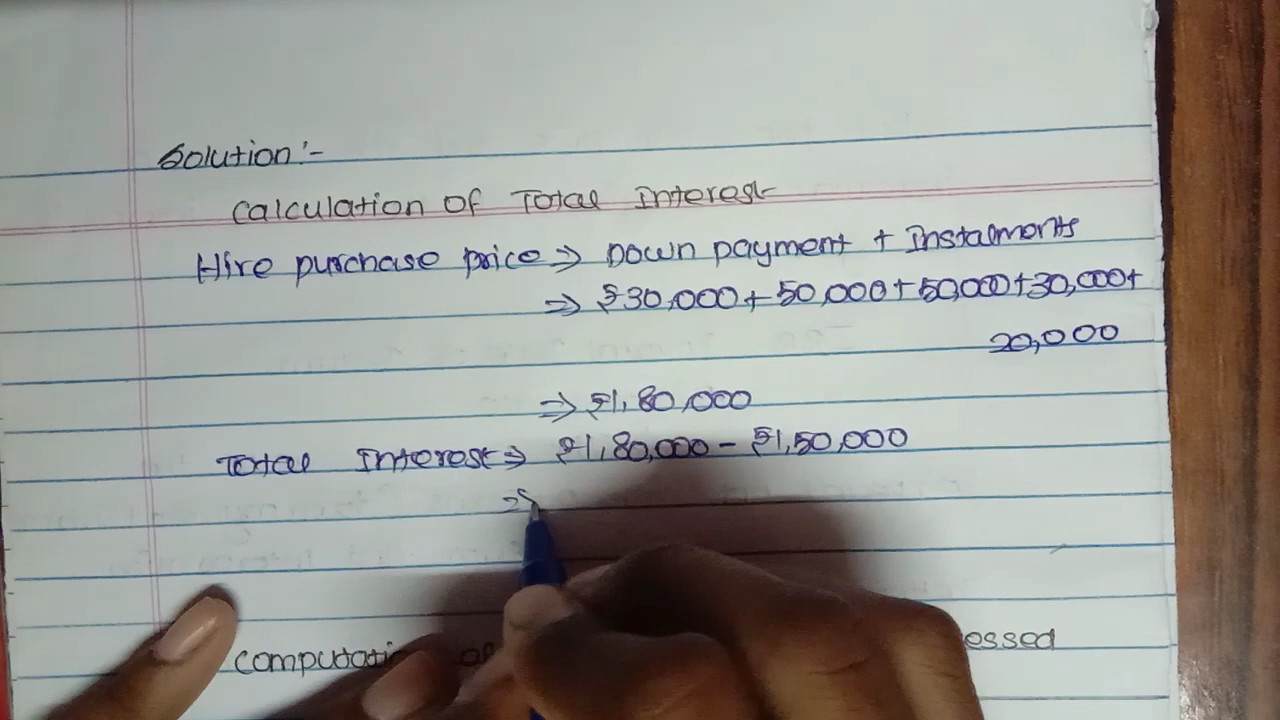 Solution:-
Calculation of Total Interest
Hire purchase price ⇒ Down payment + Instalments
⇒ ₹30,000 + 50,000 + 50,000 + 30,000 +
20,000
⇒ ₹1,80,000
Total Interest ⇒ ₹1,80,000 - ₹1,50,000
essed